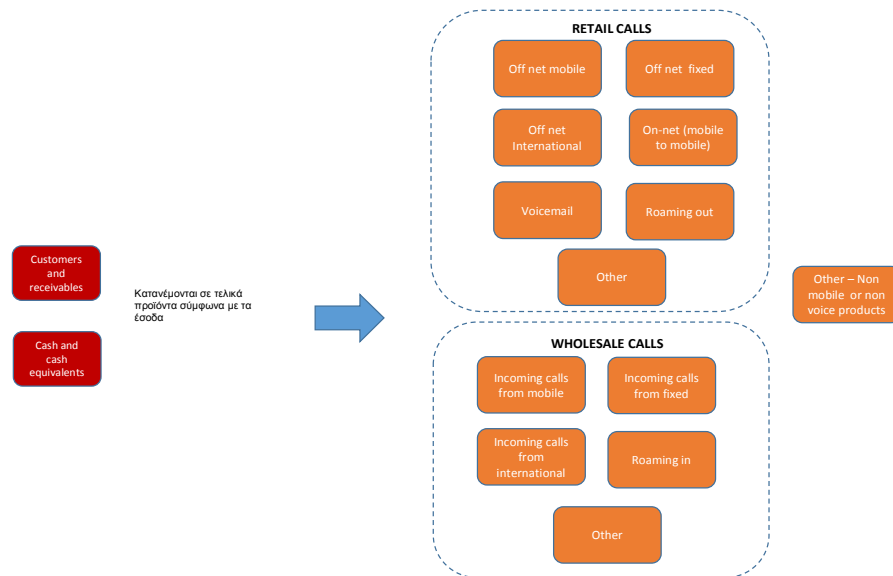 Customers
and
receivables
Cash and
cash
equivalents
Κατανέμονται σε τελικά
προϊόντα σύμφωνα με τα
έσοδα
RETAIL CALLS
Off net mobile
Off net fixed
Off net
International
On-net (mobile
to mobile)
Voicemail
Roaming out
Other
WHOLESALE CALLS
Incoming calls
from mobile
Incoming calls
from fixed
Incoming calls
from
international
Roaming in
Other
Other – Non
mobile or non
voice products